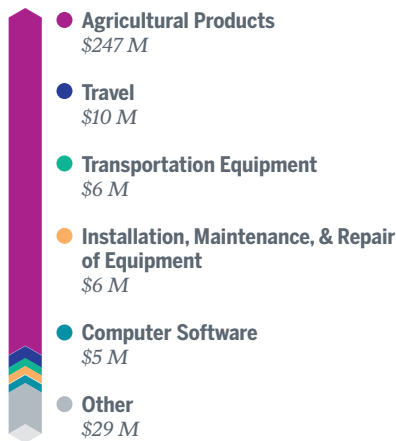 Agricultural Products
$247 M
Travel
$10 M
Transportation Equipment
$6 M
Installation, Maintenance, & Repair
of Equipment
$6 M
Computer Software
$5 M
Other
$29 M